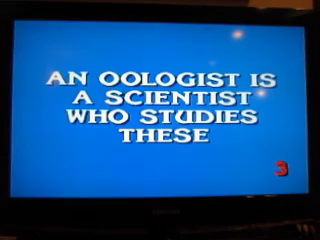 AN OOLOGIST IS
A SCIENTIST
WHO STUDIES
THESE
3